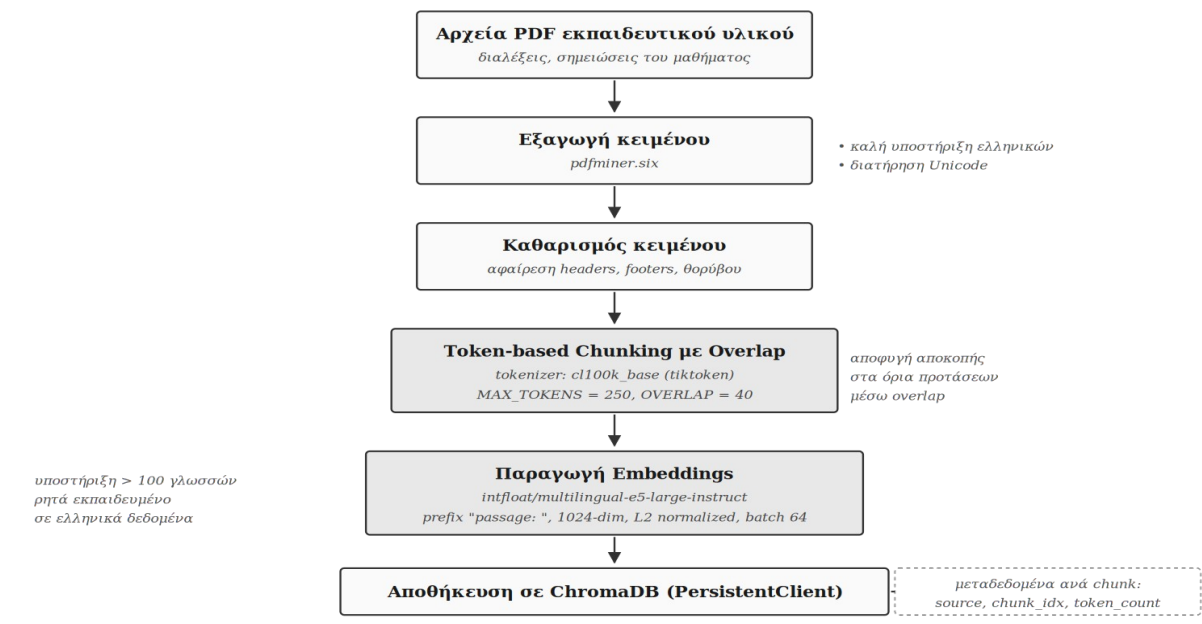 Αρχεία PDF εκπαιδευτικού υλικού
διαλέξεις, σημειώσεις του μαθήματος
Εξαγωγή κειμένου
pdfminer.six
• καλή υποστήριξη ελληνικών
• διατήρηση Unicode
Καθαρισμός κειμένου
αφαίρεση headers, footers, θορύβου
Token-based Chunking με Overlap
tokenizer: cl100k_base (tiktoken)
MAX_TOKENS = 250, OVERLAP = 40
αποφυγή αποκοπής
στα όρια προτάσεων
μέσω overlap
υποστήριξη > 100 γλωσσών
ρητά εκπαιδευμένο
σε ελληνικά δεδομένα
Παραγωγή Embeddings
intfloat/multilingual-e5-large-instruct
prefix "passage: ", 1024-dim, L2 normalized, batch 64
Αποθήκευση σε ChromaDB (PersistentClient)
μεταδεδομένα ανά chunk:
source, chunk_idx, token_count